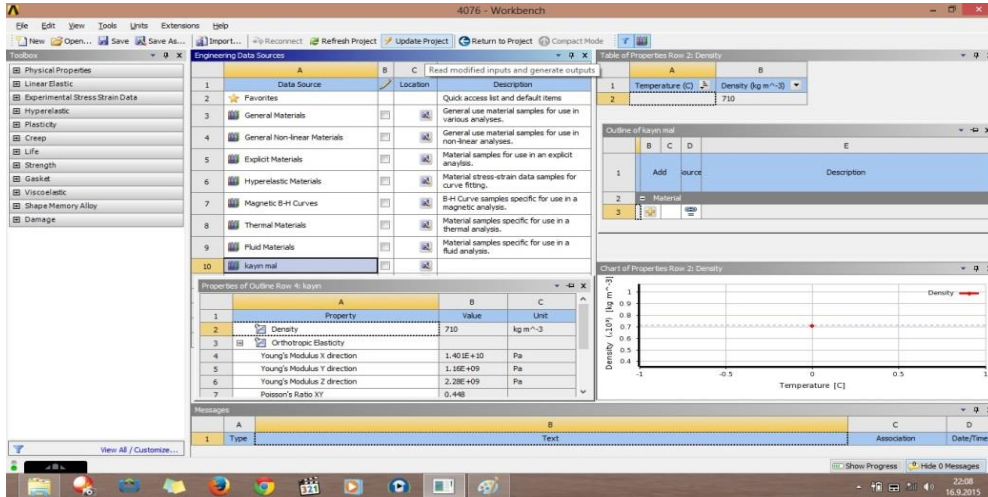 4076 - Workbench
File Edit View Tools Units Extensions Help
New Open... Save Save As... Import... Reconnect Refresh Project Update Project Return to Project Compact Mode
Toolbox
Physical Properties
Linear Elastic
Experimental Stress Strain Data
Hyperelastic
Plasticity
Creep
Life
Strength
Gasket
Viscoelastic
Shape Memory Alloy
Damage
View All / Customize...
Engineering Data Sources
Read modified inputs and generate outputs
A B C
1 Data Source Location Description
2 Favorites Quick access list and default items
3 General Materials General use material samples for use in various analyses.
4 General Non-linear Materials General use material samples for use in non-linear analyses.
5 Explicit Materials Material samples for use in an explicit anaylsis.
6 Hyperelastic Materials Material stress-strain data samples for curve fitting.
7 Magnetic B-H Curves B-H Curve samples specific for use in a magnetic analysis.
8 Thermal Materials Material samples specific for use in a thermal analysis.
9 Fluid Materials Material samples specific for use in a fluid analysis.
10 kayın mal
Properties of Outline Row 4: kayın
A B C
1 Property Value Unit
2 Density 710 kg m^-3
3 Orthotropic Elasticity
4 Young's Modulus X direction 1.401E+10 Pa
5 Young's Modulus Y direction 1.16E+09 Pa
6 Young's Modulus Z direction 2.28E+09 Pa
7 Poisson's Ratio XY 0.448
Table of Properties Row 2: Density
A B
1 Temperature (C) Density (kg m^-3)
2 710
Outline of kayın mal
B C D E
1 Add ource Description
2 Material
3
Chart of Properties Row 2: Density
Density (.10³) [kg m^-3]
1
0.9
0.8
0.7
0.6
0.5
0.4
-1 -0.5 0 0.5 1
Temperature [C]
Density
Messages
A B C D
1 Type Text Association Date/Time
Show Progress Hide 0 Messages
321
22:08
16.9.2015